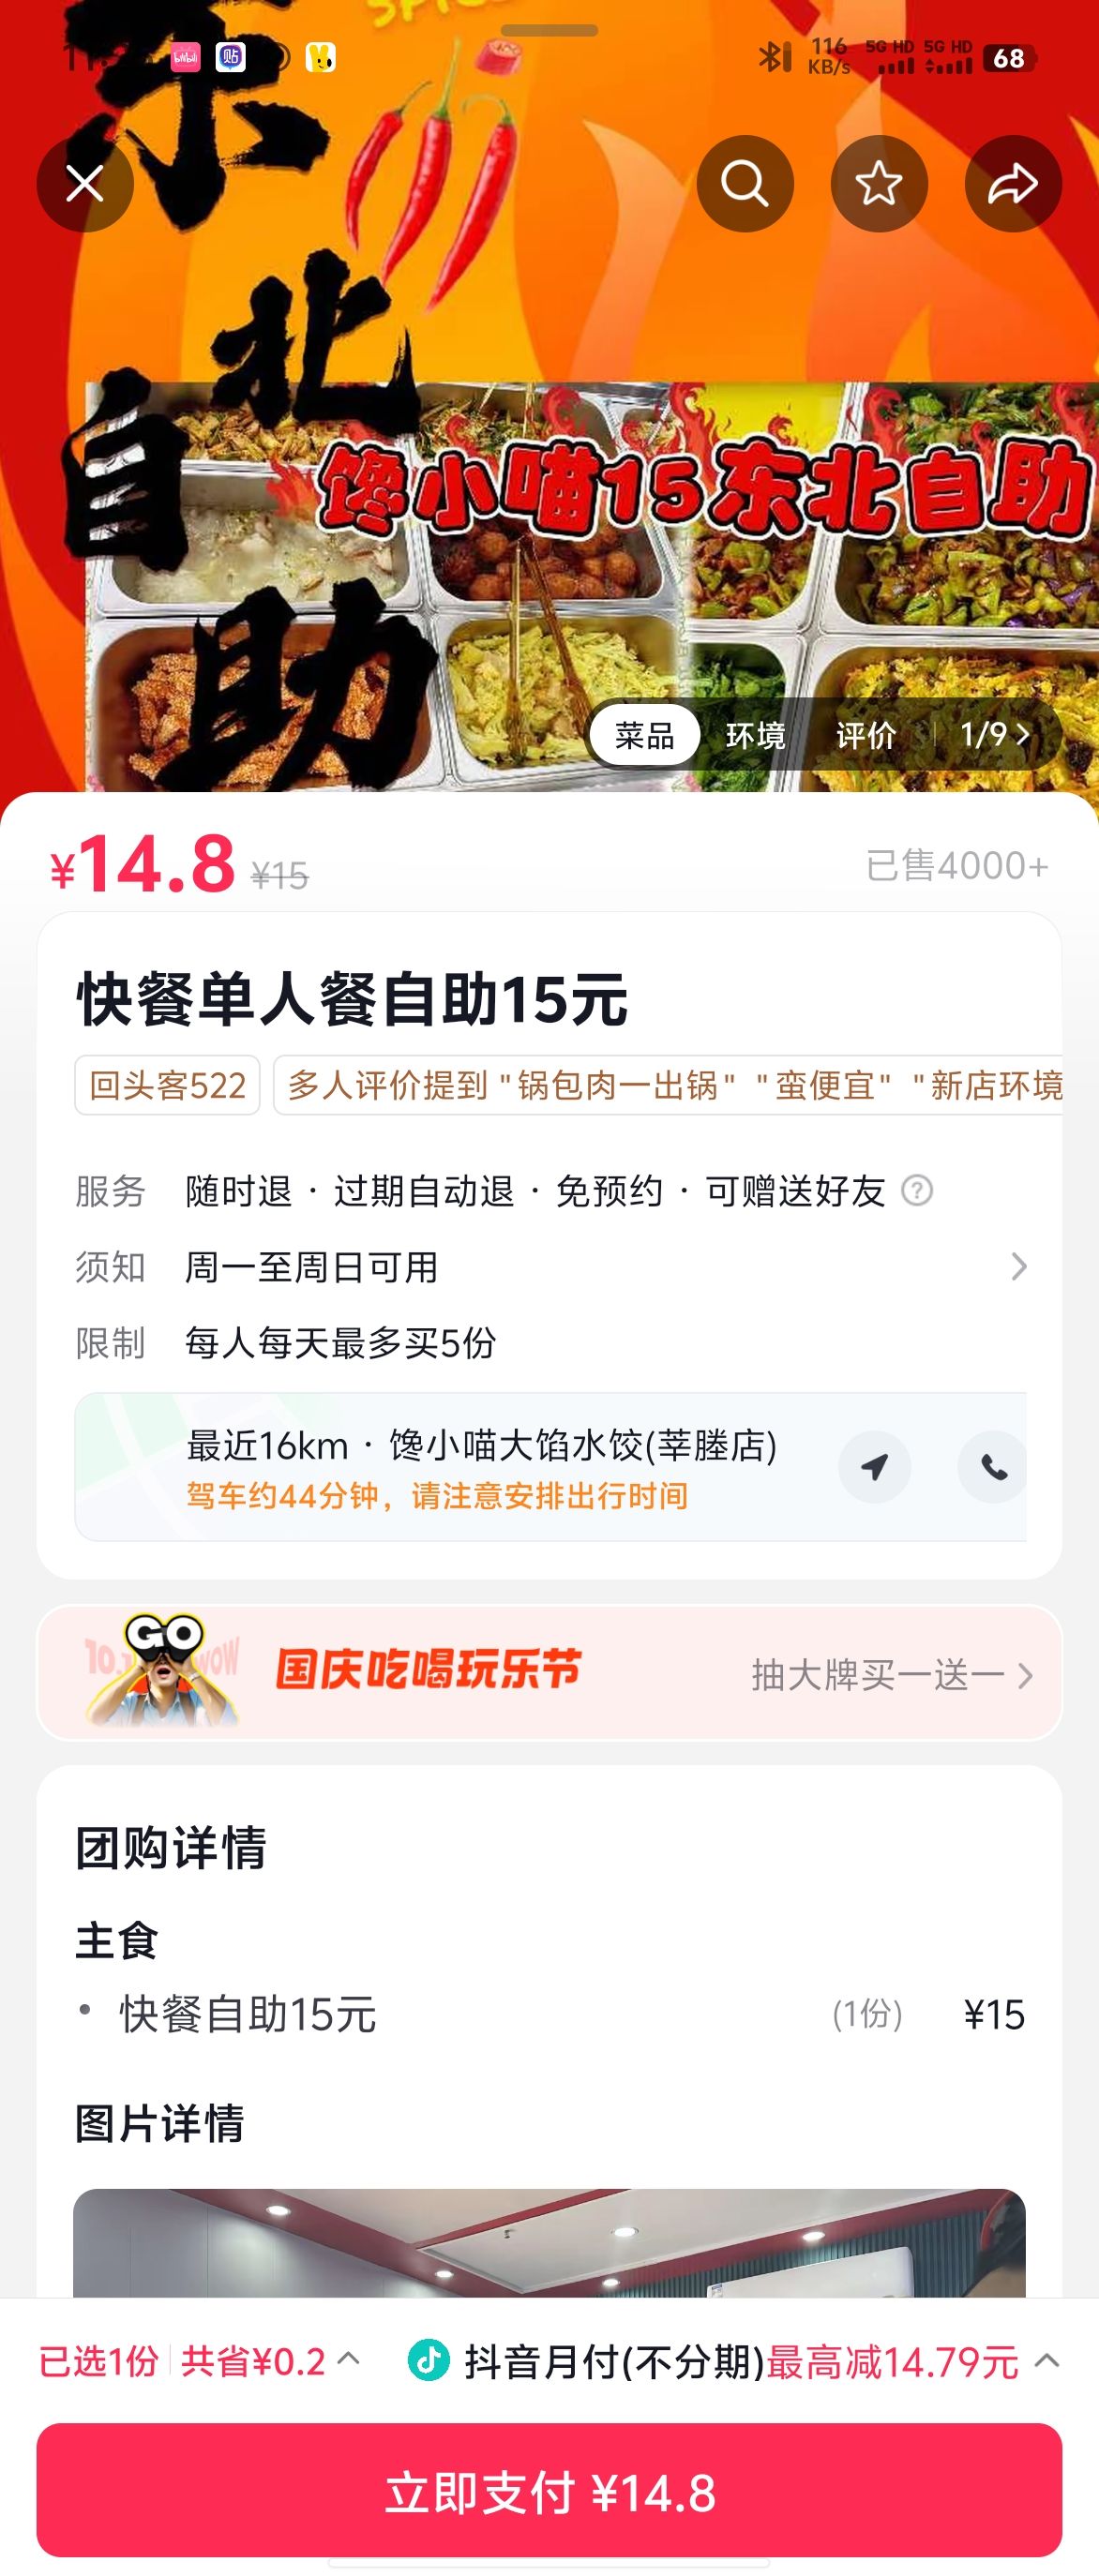 SPICY
116
KB/s
5G HD 5G HD
68
bilibili
贴
东
北
自
助
馋小喵15东北自助
菜品 环境 评价 1/9
¥14.8 ¥15
已售4000+
快餐单人餐自助15元
回头客522
多人评价提到 "锅包肉一出锅" "蛮便宜" "新店环境
服务 随时退 · 过期自动退 · 免预约 · 可赠送好友
须知 周一至周日可用
限制 每人每天最多买5份
最近16km · 馋小喵大馅水饺(莘塍店)
驾车约44分钟，请注意安排出行时间
GO
10.1 WOW
国庆吃喝玩乐节
抽大牌买一送一
团购详情
主食
• 快餐自助15元 (1份) ¥15
图片详情
已选1份 共省¥0.2
抖音月付(不分期)最高减14.79元
立即支付 ¥14.8